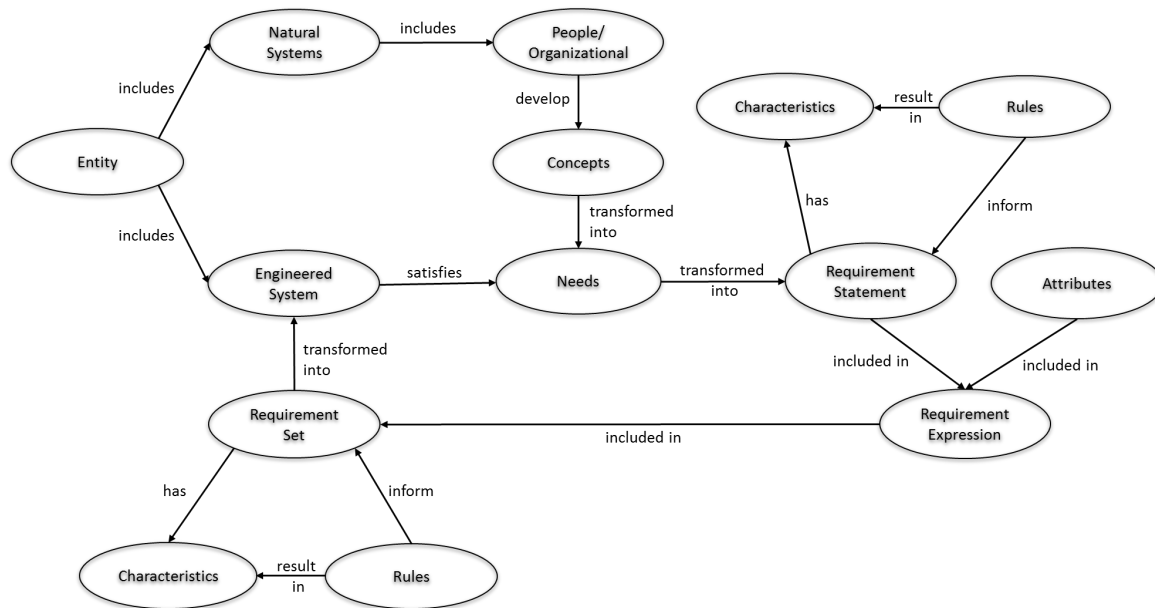 Natural
Systems
includes
People/
Organizational
includes
develop
Characteristics
result
in
Rules
Entity
Concepts
has
inform
includes
transformed
into
Engineered
System
satisfies
Needs
transformed
into
Requirement
Statement
Attributes
transformed
into
included in
included in
Requirement
Set
included in
Requirement
Expression
has
inform
Characteristics
result
in
Rules